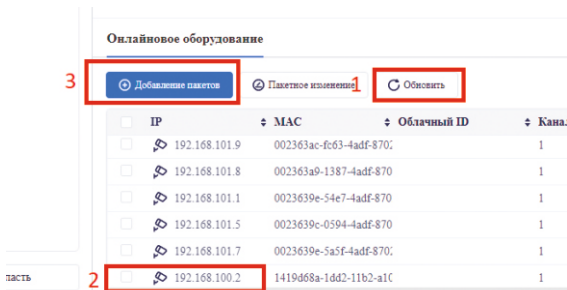 Онлайновое оборудование
3
Добавление пакетов
Пакетное изменение
1
Обновить
IP MAC Облачный ID Кана
192.168.101.9 002363ac-fc63-4adf-8702 1
192.168.101.8 002363a9-1387-4adf-870 1
192.168.101.1 0023639e-54e7-4adf-870 1
192.168.101.5 0023639c-0594-4adf-870 1
192.168.101.7 0023639e-5a5f-4adf-8702 1
ласть
2
192.168.100.2 1419d68a-1dd2-11b2-a1 1